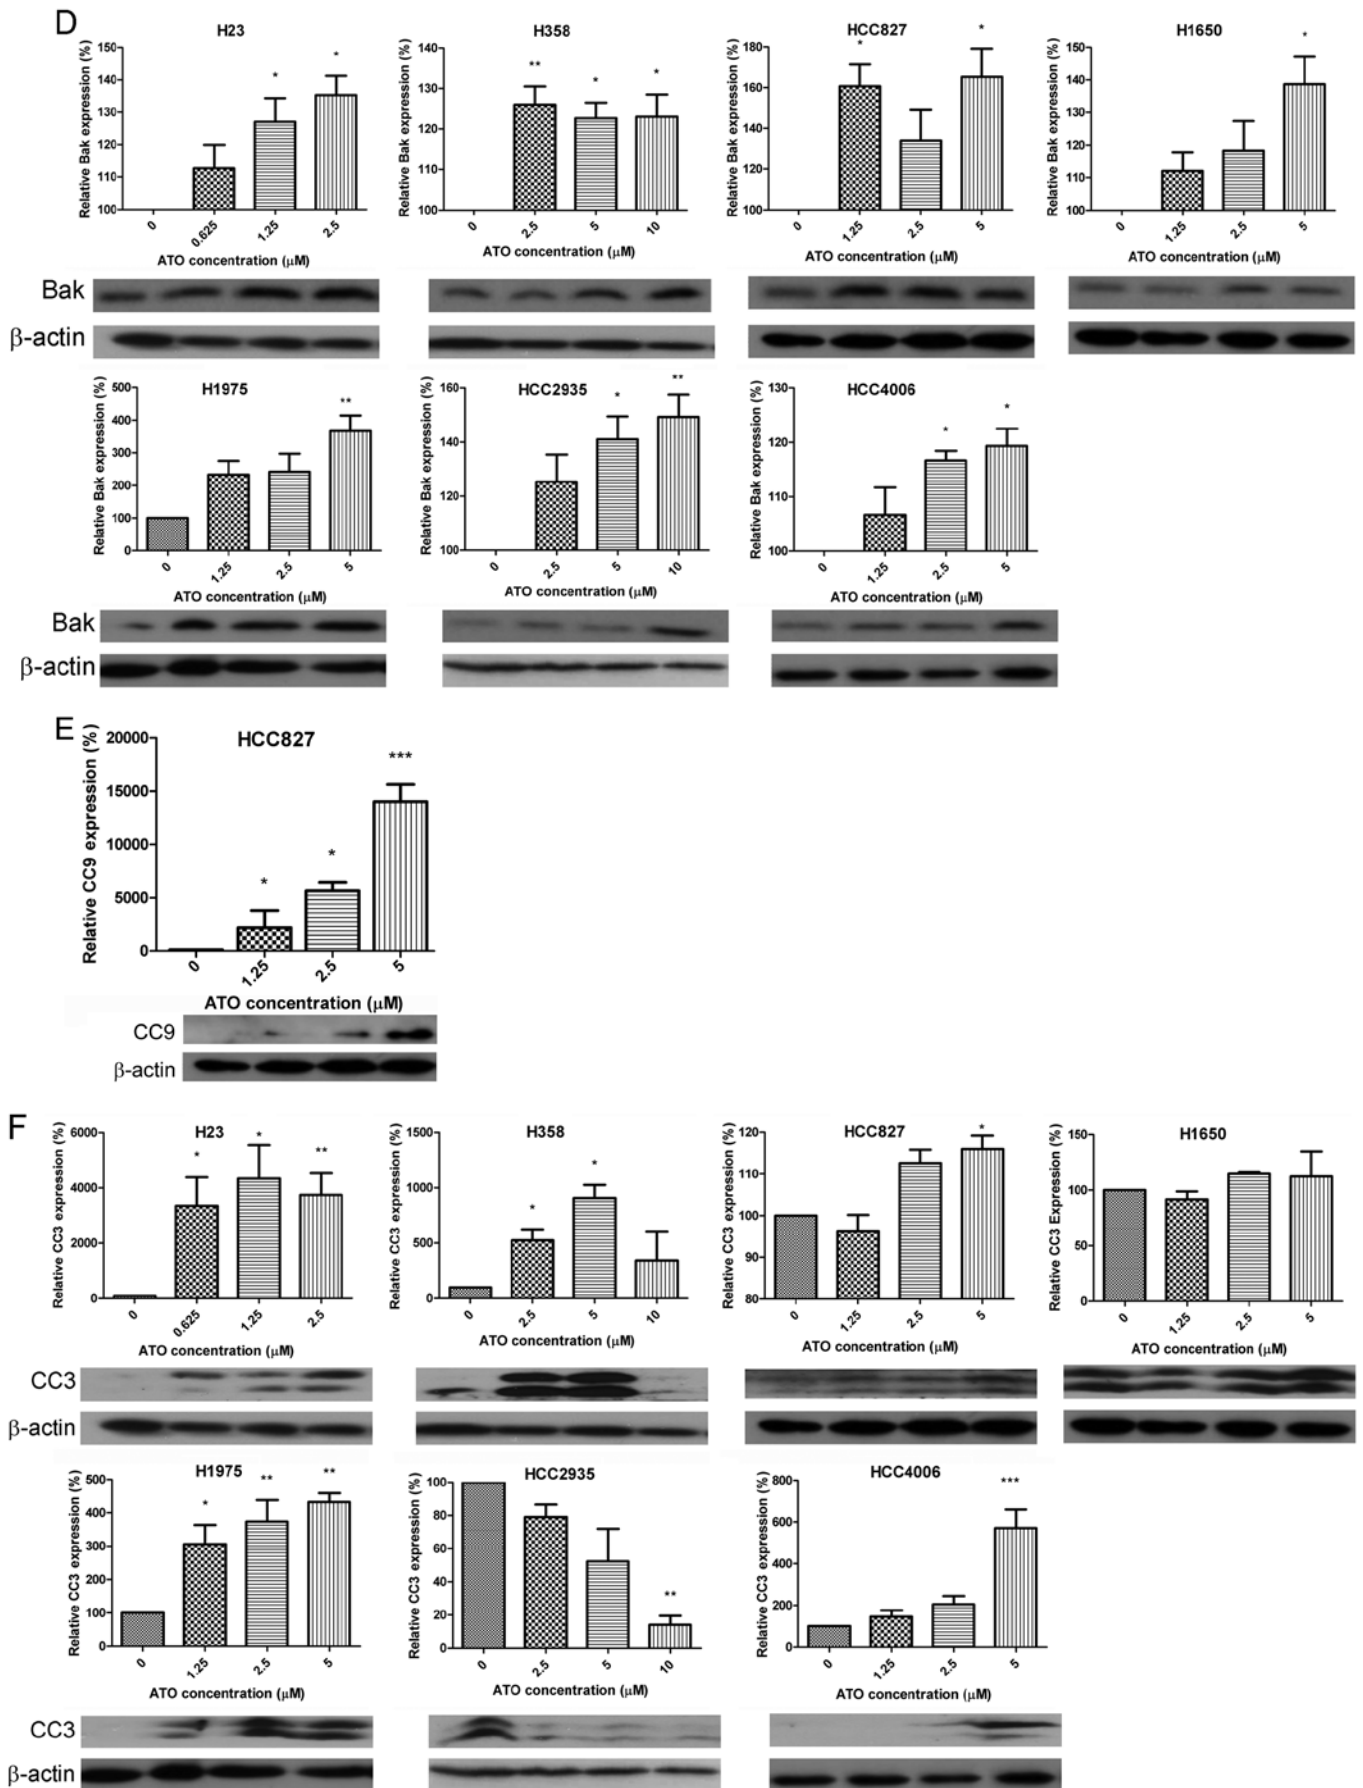 D
H23
H358
HCC827
H1650
Relative Bak expression (%)
150
140
130
120
110
100
*
*
0
0.625
1.25
2.5
ATO concentration (μM)
Relative Bak expression (%)
140
130
120
110
100
**
*
*
0
2.5
5
10
ATO concentration (μM)
Relative Bak expression (%)
180
160
140
120
100
*
*
0
1.25
2.5
5
ATO concentration (μM)
Relative Bak expression (%)
150
140
130
120
110
100
*
0
1.25
2.5
5
ATO concentration (μM)
Bak
β-actin
H1975
HCC2935
HCC4006
Relative Bak expression (%)
500
400
300
200
100
0
**
0
1.25
2.5
5
ATO concentration (μM)
Relative Bak expression (%)
160
140
120
100
*
**
0
2.5
5
10
ATO concentration (μM)
Relative Bak expression (%)
130
120
110
100
*
*
0
1.25
2.5
5
ATO concentration (μM)
Bak
β-actin
E
HCC827
Relative CC9 expression (%)
20000
15000
10000
5000
0
*
*
***
0
1.25
2.5
5
ATO concentration (μM)
CC9
β-actin
F
H23
H358
HCC827
H1650
Relative CC3 expression (%)
6000
4000
2000
0
*
*
**
0
0.625
1.25
2.5
ATO concentration (μM)
Relative CC3 expression (%)
1500
1000
500
0
*
*
0
2.5
5
10
ATO concentration (μM)
Relative CC3 expression (%)
120
110
100
90
80
*
0
1.25
2.5
5
ATO concentration (μM)
Relative CC3 Expression (%)
150
100
50
0
0
1.25
2.5
5
ATO concentration (μM)
CC3
β-actin
H1975
HCC2935
HCC4006
Relative CC3 expression (%)
500
400
300
200
100
0
*
**
**
0
1.25
2.5
5
ATO concentration (μM)
Relative CC3 expression (%)
100
80
60
40
20
0
**
0
2.5
5
10
ATO concentration (μM)
Relative CC3 expression (%)
800
600
400
200
0
***
0
1.25
2.5
5
ATO concentration (μM)
CC3
β-actin